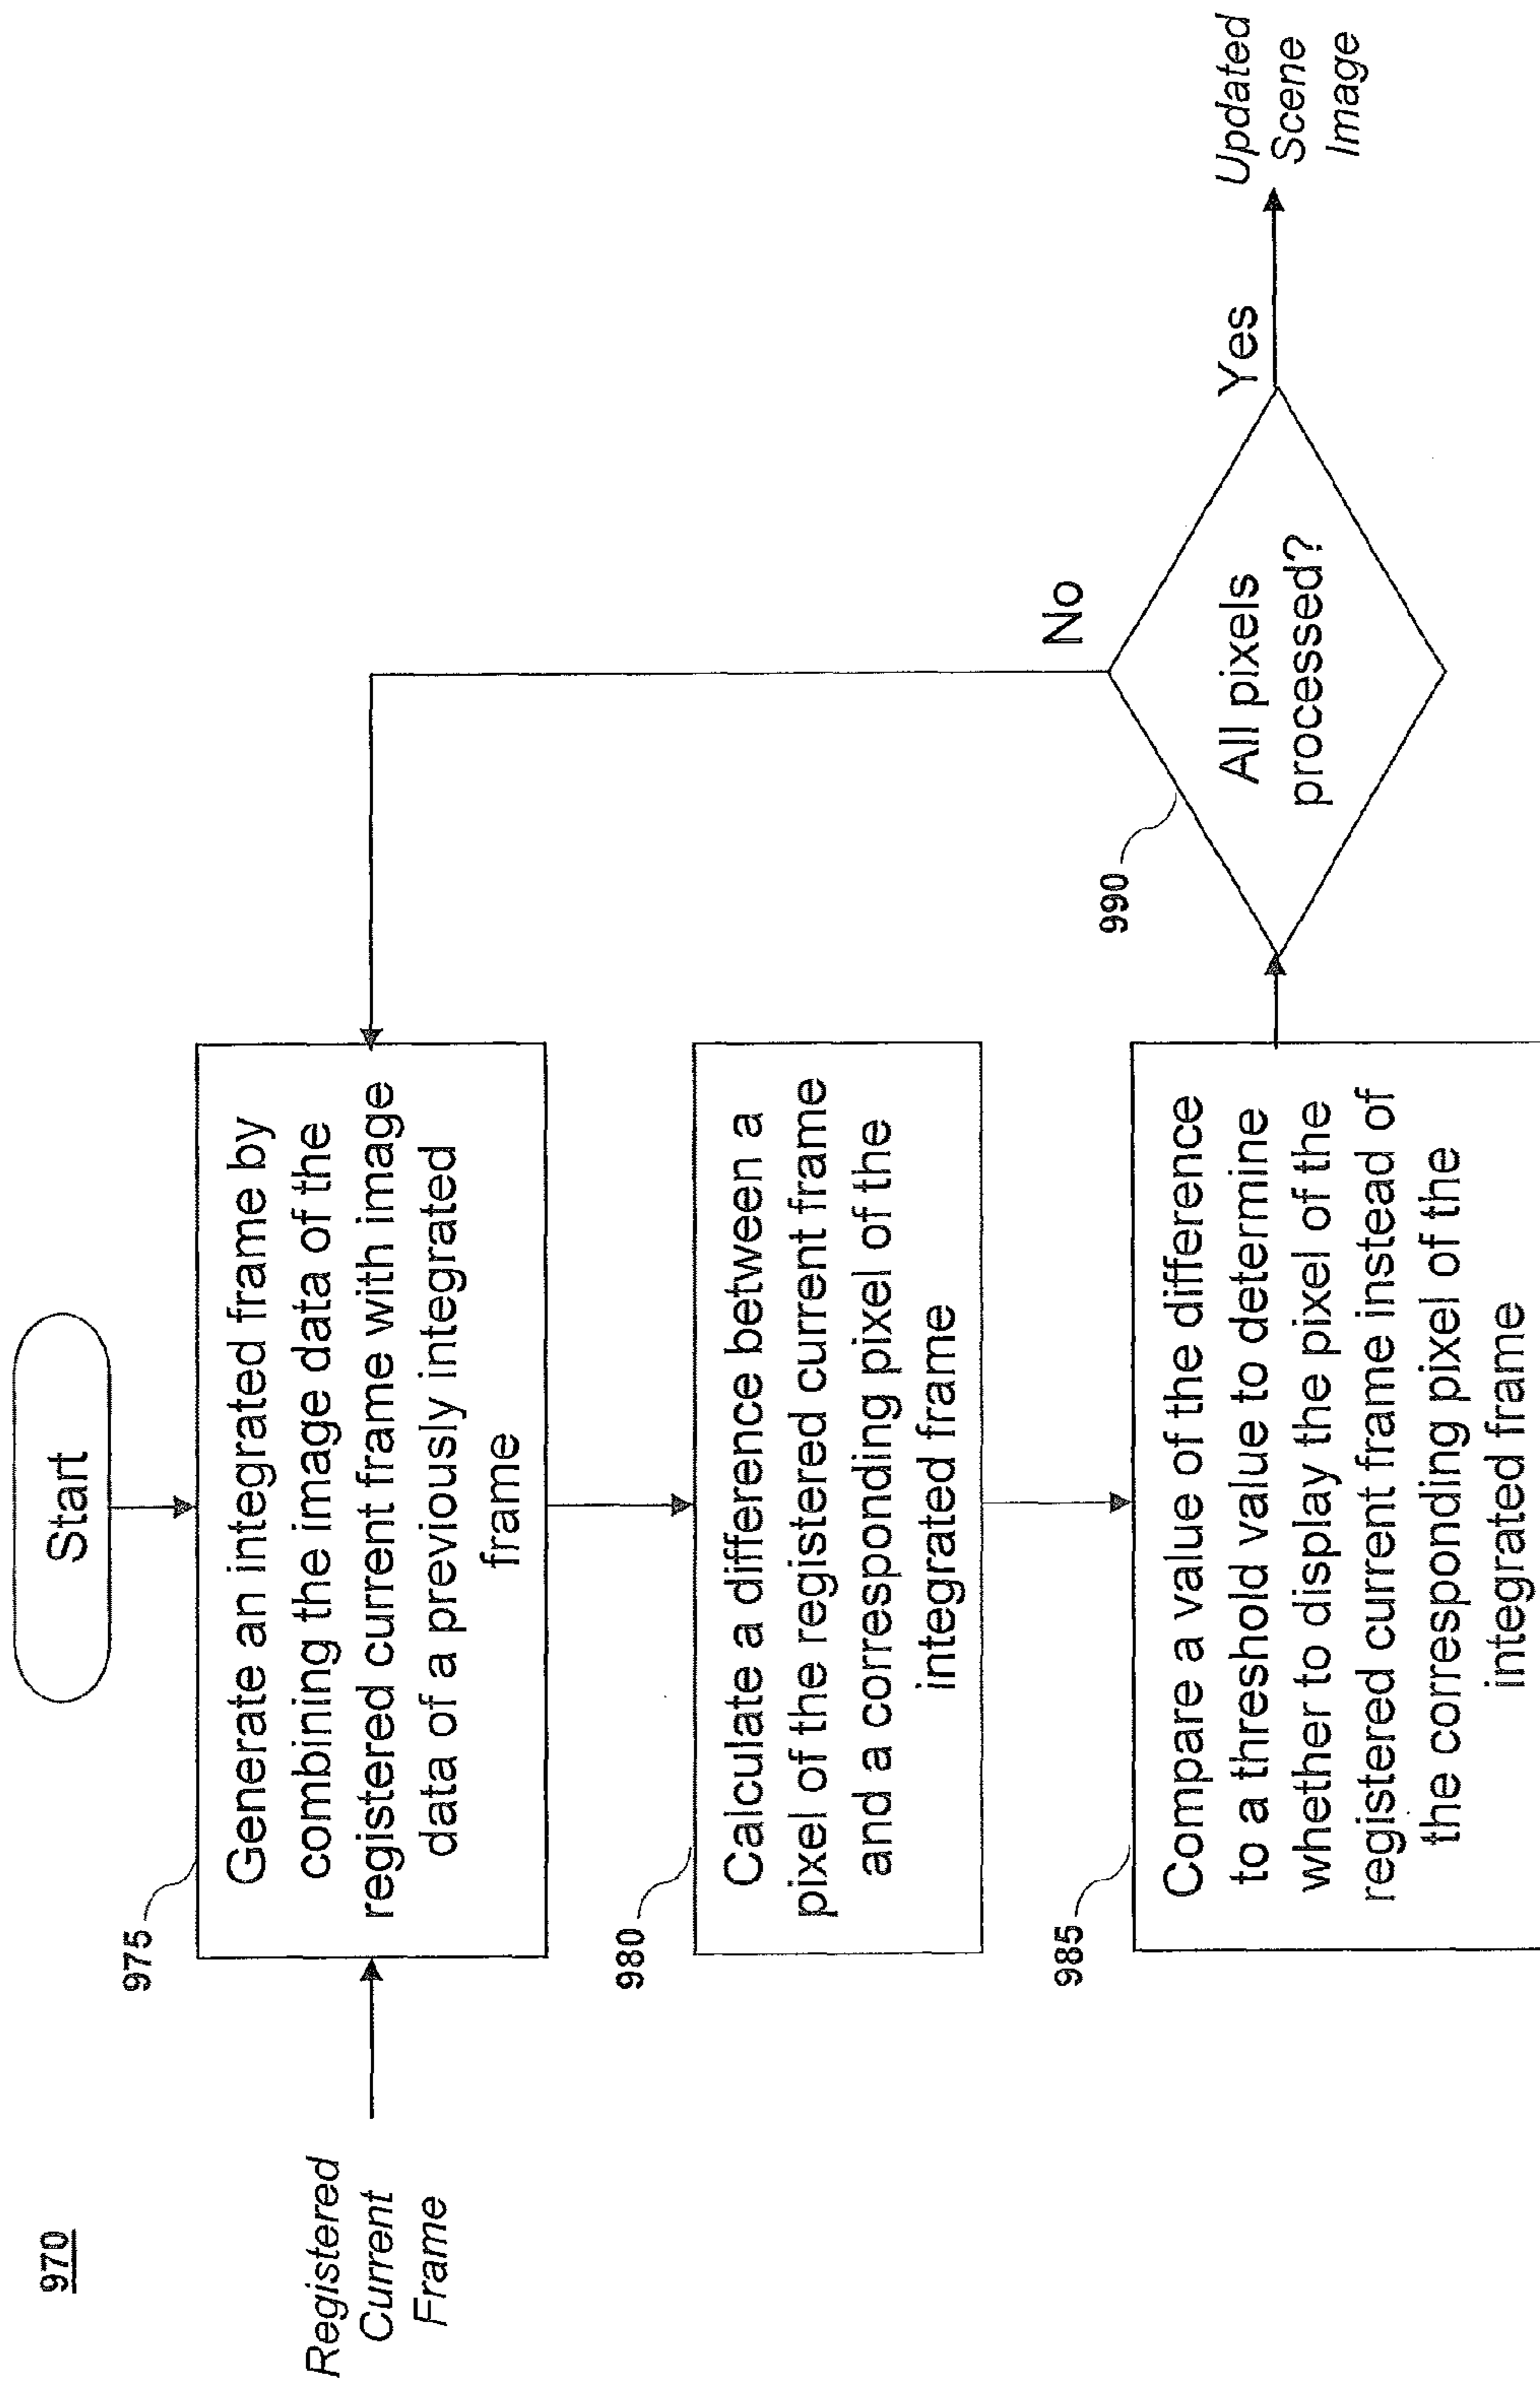 970
Start
975
Registered
Current
Frame
Generate an integrated frame by
combining the image data of the
registered current frame with image
data of a previously integrated
frame
980
Calculate a difference between a
pixel of the registered current frame
and a corresponding pixel of the
integrated frame
985
Compare a value of the difference
to a threshold value to determine
whether to display the pixel of the
registered current frame instead of
the corresponding pixel of the
integrated frame
990
All pixels
processed?
No
Yes
Updated
Scene
Image